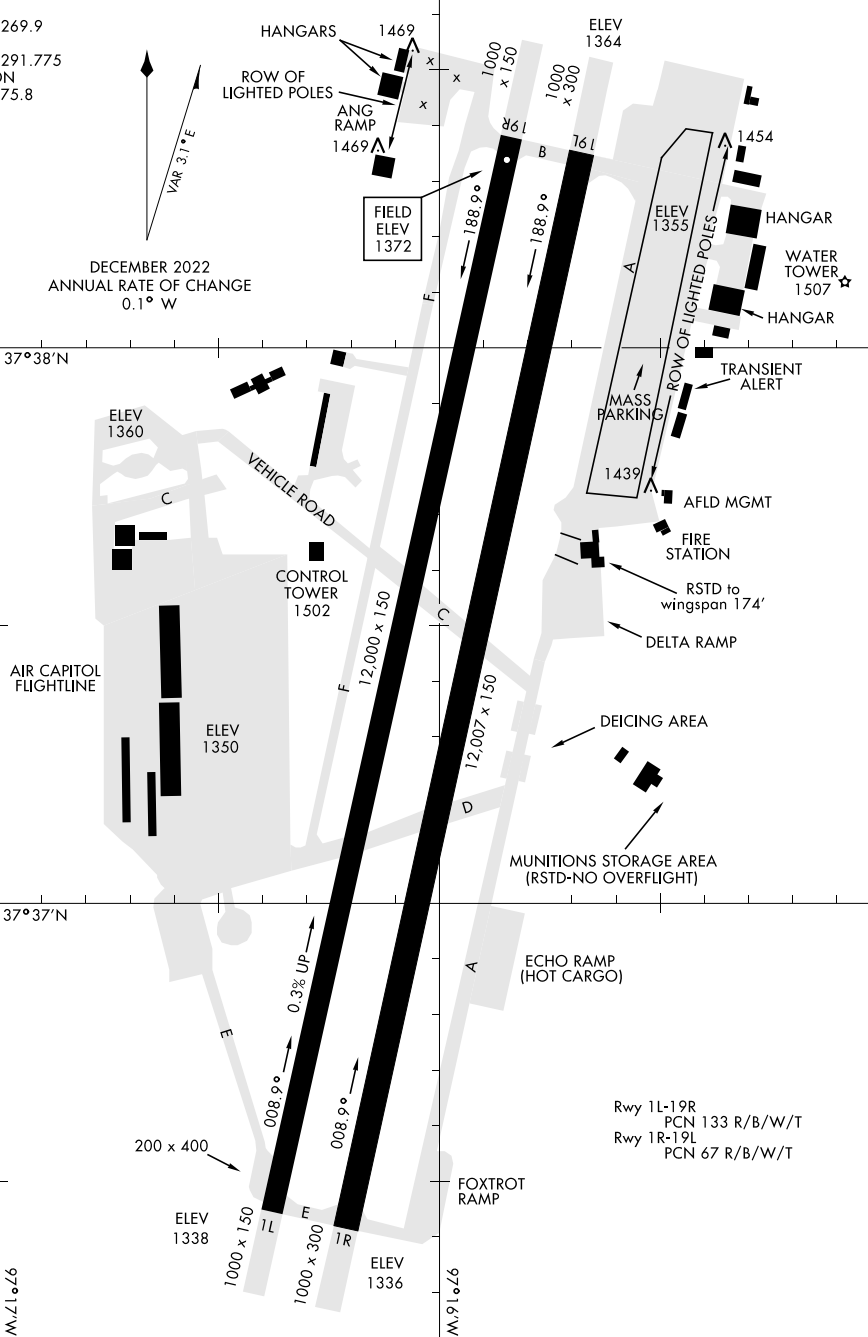 269.9
291.775
ON
75.8
VAR 3.1° E
DECEMBER 2022
ANNUAL RATE OF CHANGE
0.1° W
HANGARS
1469
ROW OF
LIGHTED POLES
ANG
RAMP
1469
FIELD
ELEV
1372
1000
x 150
1000
x 300
ELEV
1364
x
x
x
19R
19L
B
188.9°
188.9°
F
A
ELEV
1355
1454
HANGAR
WATER
TOWER
1507
HANGAR
ROW OF LIGHTED POLES
37°38'N
TRANSIENT
ALERT
MASS
PARKING
ELEV
1360
VEHICLE ROAD
C
1439
AFLD MGMT
FIRE
STATION
CONTROL
TOWER
1502
RSTD to
wingspan 174'
C
DELTA RAMP
12,000 x 150
AIR CAPITOL
FLIGHTLINE
F
ELEV
1350
12,007 x 150
DEICING AREA
D
MUNITIONS STORAGE AREA
(RSTD-NO OVERFLIGHT)
37°37'N
0.3% UP
A
ECHO RAMP
(HOT CARGO)
E
008.9°
008.9°
Rwy 1L-19R
PCN 133 R/B/W/T
Rwy 1R-19L
PCN 67 R/B/W/T
200 x 400
FOXTROT
RAMP
ELEV
1338
1000 x 150
1L
E
1000 x 300
1R
ELEV
1336
97°17'W
97°16'W